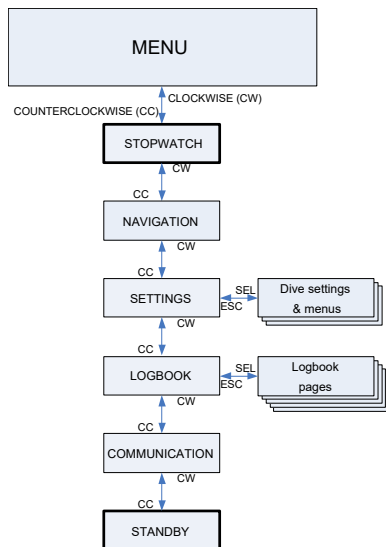 MENU
CLOCKWISE (CW)
COUNTERCLOCKWISE (CC)
STOPWATCH
CW
CC
NAVIGATION
CW
CC
SETTINGS
SEL
ESC
Dive settings
& menus
CW
CC
LOGBOOK
SEL
ESC
Logbook
pages
CW
CC
COMMUNICATION
CW
CC
STANDBY